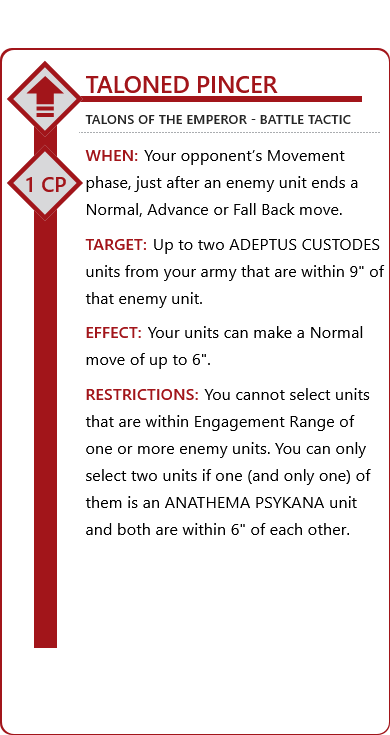 TALONED PINCER
TALONS OF THE EMPEROR - BATTLE TACTIC
1 CP
WHEN: Your opponent's Movement
phase, just after an enemy unit ends a
Normal, Advance or Fall Back move.
TARGET: Up to two ADEPTUS CUSTODES
units from your army that are within 9" of
that enemy unit.
EFFECT: Your units can make a Normal
move of up to 6".
RESTRICTIONS: You cannot select units
that are within Engagement Range of
one or more enemy units. You can only
select two units if one (and only one) of
them is an ANATHEMA PSYKANA unit
and both are within 6" of each other.